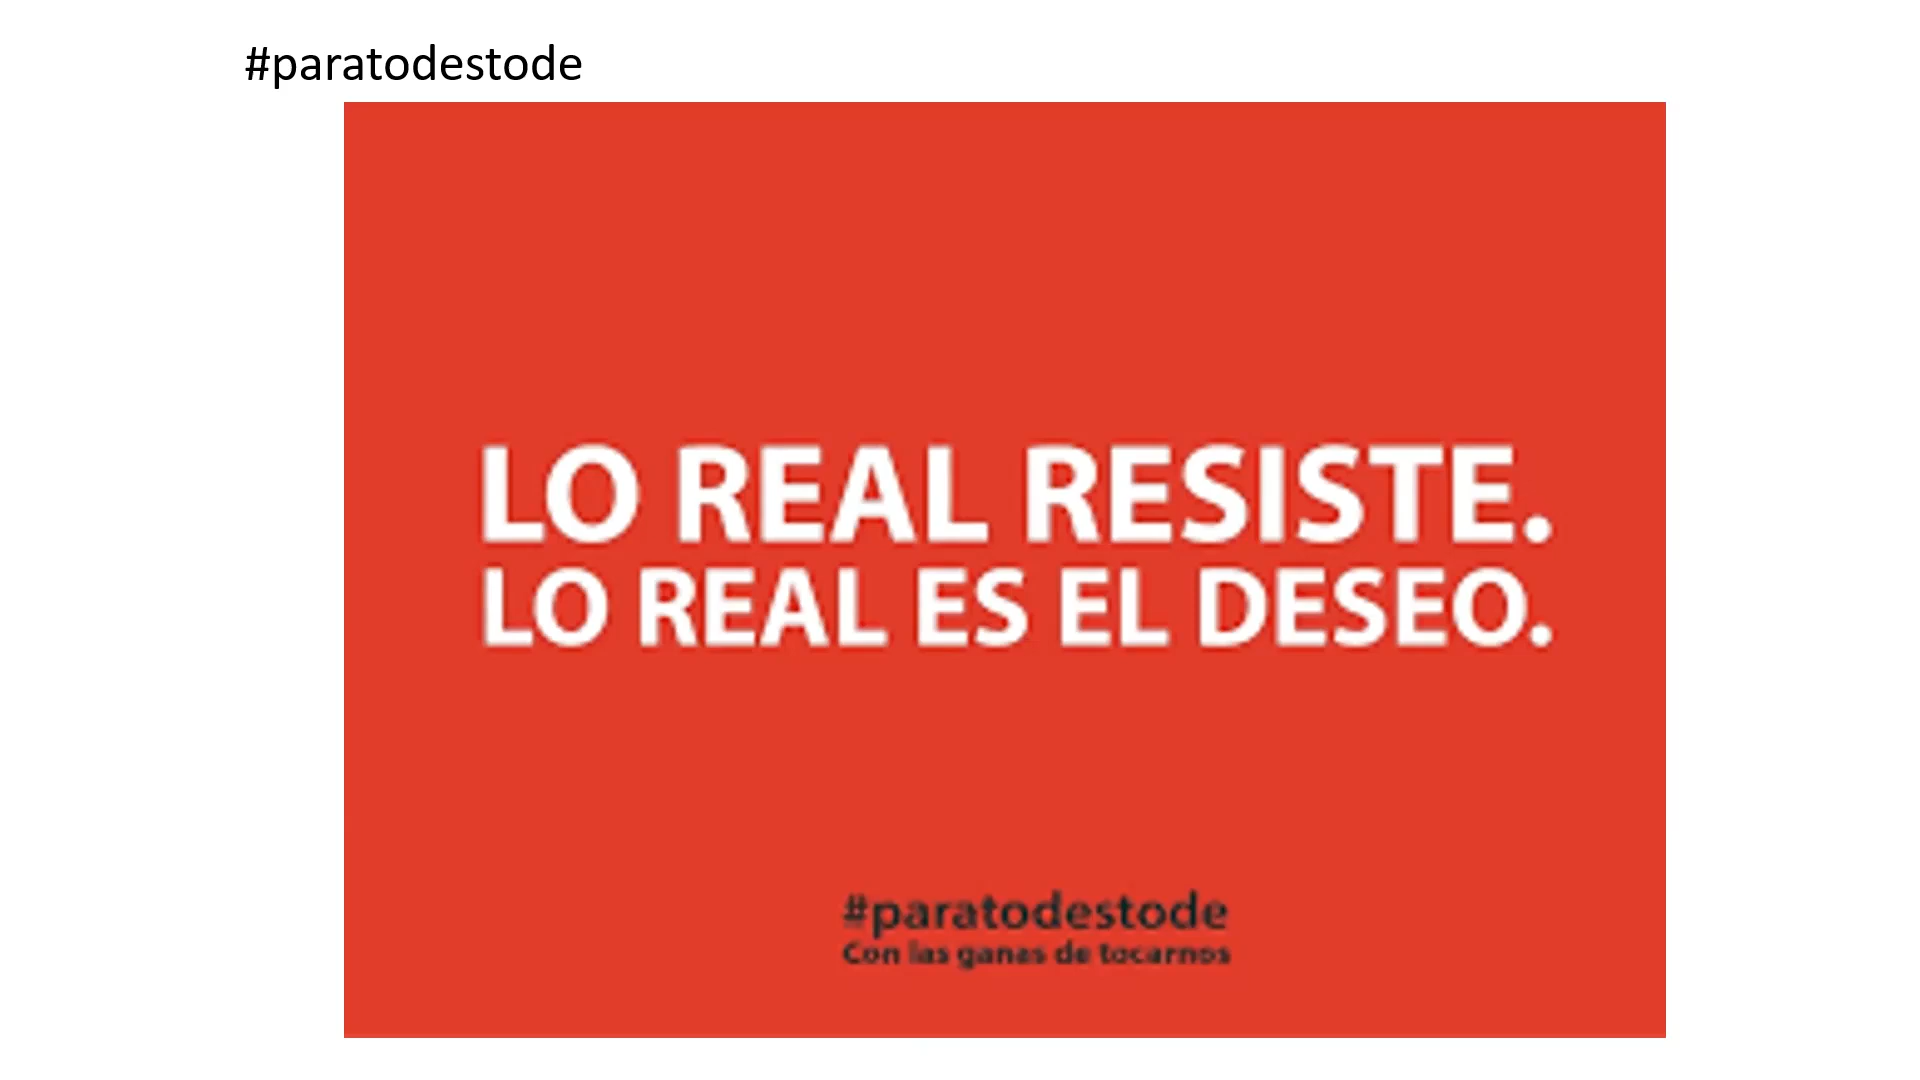 #paratodestode
LO REAL RESISTE.
LO REAL ES EL DESEO.
#paratodestode
Con las ganas de tocarnos